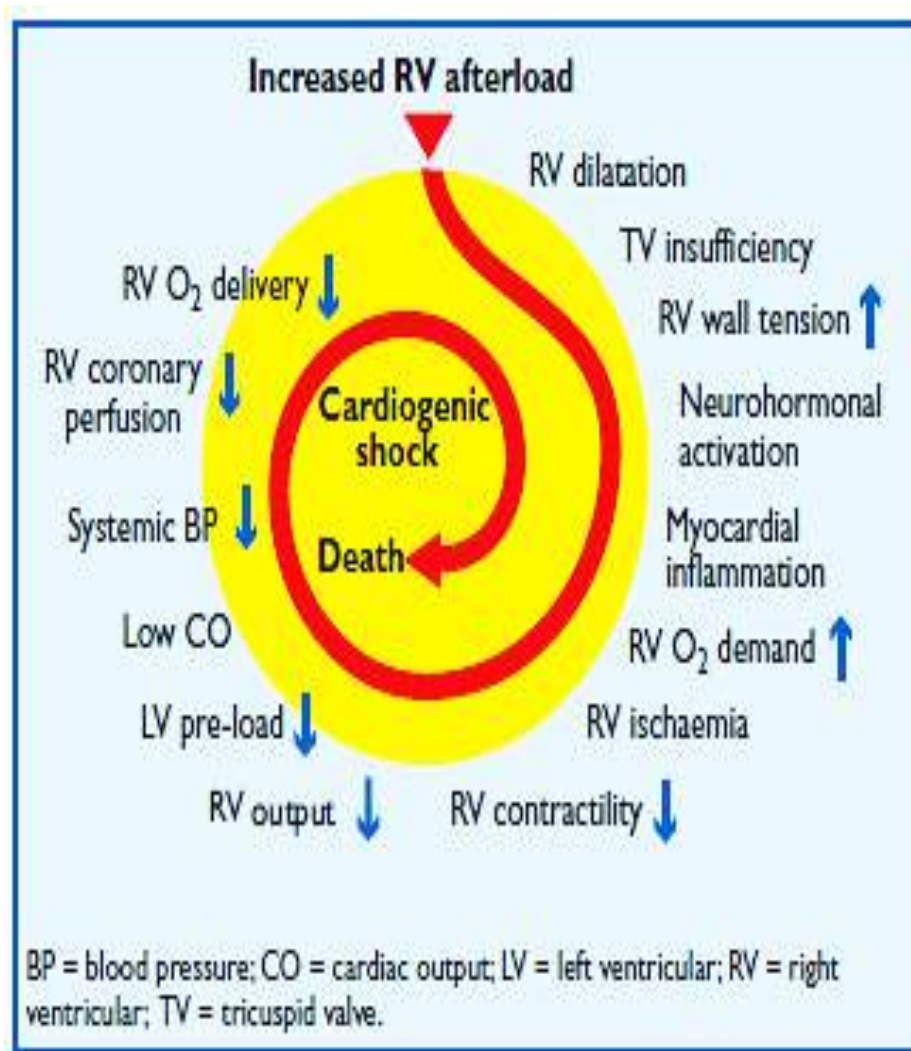 Increased RV afterload
RV dilatation
TV insufficiency
RV wall tension ↑
Neurohormonal
activation
Myocardial
inflammation
RV O₂ demand ↑
RV ischaemia
RV contractility ↓
RV output ↓
LV pre-load ↓
Low CO
Systemic BP ↓
RV coronary
perfusion ↓
RV O₂ delivery ↓
Cardiogenic
shock
Death
BP = blood pressure; CO = cardiac output; LV = left ventricular; RV = right
ventricular; TV = tricuspid valve.